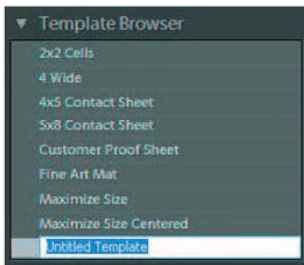 Template Browser
2x2 Cells
4 Wide
4x5 Contact Sheet
5x8 Contact Sheet
Customer Proof Sheet
Fine Art Mat
Maximize Size
Maximize Size Centered
Untitled Template